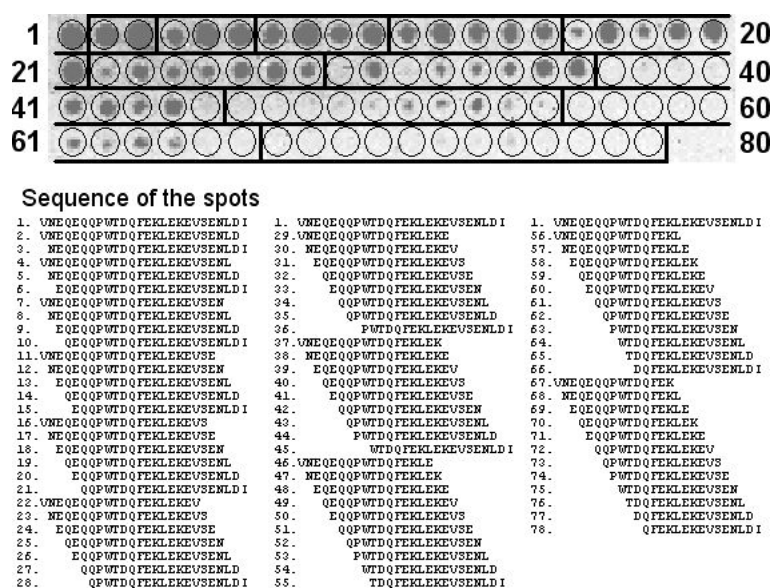 1 20
21 40
41 60
61 80
Sequence of the spots
1. VNEQEQQPWTDQFEKLEKEVSENLDI
2. VNEQEQQPWTDQFEKLEKEVSENLD
3. NEQEQQPWTDQFEKLEKEVSENLDI
4. VNEQEQQPWTDQFEKLEKEVSENL
5. NEQEQQPWTDQFEKLEKEVSENLD
6. EQEQQPWTDQFEKLEKEVSENLDI
7. VNEQEQQPWTDQFEKLEKEVSEN
8. NEQEQQPWTDQFEKLEKEVSENL
9. EQEQQPWTDQFEKLEKEVSENLD
10. QEQQPWTDQFEKLEKEVSENLDI
11. VNEQEQQPWTDQFEKLEKEVSE
12. NEQEQQPWTDQFEKLEKEVSEN
13. EQEQQPWTDQFEKLEKEVSENL
14. QEQQPWTDQFEKLEKEVSENLD
15. EQQPWTDQFEKLEKEVSENLDI
16. VNEQEQQPWTDQFEKLEKEVS
17. NEQEQQPWTDQFEKLEKEVSE
18. EQEQQPWTDQFEKLEKEVSEN
19. QEQQPWTDQFEKLEKEVSENL
20. EQQPWTDQFEKLEKEVSENLD
21. QQPWTDQFEKLEKEVSENLDI
22. VNEQEQQPWTDQFEKLEKEV
23. NEQEQQPWTDQFEKLEKEVS
24. EQEQQPWTDQFEKLEKEVSE
25. QEQQPWTDQFEKLEKEVSEN
26. EQQPWTDQFEKLEKEVSENL
27. QQPWTDQFEKLEKEVSENLD
28. QPWTDQFEKLEKEVSENLDI
1. VNEQEQQPWTDQFEKLEKEVSENLDI
29. VNEQEQQPWTDQFEKLEKE
30. NEQEQQPWTDQFEKLEKEV
31. EQEQQPWTDQFEKLEKEVS
32. QEQQPWTDQFEKLEKEVSE
33. EQQPWTDQFEKLEKEVSEN
34. QQPWTDQFEKLEKEVSENL
35. QPWTDQFEKLEKEVSENLD
36. PWTDQFEKLEKEVSENLDI
37. VNEQEQQPWTDQFEKLEK
38. NEQEQQPWTDQFEKLEKE
39. EQEQQPWTDQFEKLEKEV
40. QEQQPWTDQFEKLEKEVS
41. EQQPWTDQFEKLEKEVSE
42. QQPWTDQFEKLEKEVSEN
43. QPWTDQFEKLEKEVSENL
44. PWTDQFEKLEKEVSENLD
45. WTDQFEKLEKEVSENLDI
46. VNEQEQQPWTDQFEKLE
47. NEQEQQPWTDQFEKLEK
48. EQEQQPWTDQFEKLEKE
49. QEQQPWTDQFEKLEKEV
50. EQQPWTDQFEKLEKEVS
51. QQPWTDQFEKLEKEVSE
52. QPWTDQFEKLEKEVSEN
53. PWTDQFEKLEKEVSENL
54. WTDQFEKLEKEVSENLD
55. TDQFEKLEKEVSENLDI
1. VNEQEQQPWTDQFEKLEKEVSENLDI
56. VNEQEQQPWTDQFEKL
57. NEQEQQPWTDQFEKLE
58. EQEQQPWTDQFEKLEK
59. QEQQPWTDQFEKLEKE
60. EQQPWTDQFEKLEKEV
61. QQPWTDQFEKLEKEVS
62. QPWTDQFEKLEKEVSE
63. PWTDQFEKLEKEVSEN
64. WTDQFEKLEKEVSENL
65. TDQFEKLEKEVSENLD
66. DQFEKLEKEVSENLDI
67. VNEQEQQPWTDQFEK
68. NEQEQQPWTDQFEKL
69. EQEQQPWTDQFEKLE
70. QEQQPWTDQFEKLEK
71. EQQPWTDQFEKLEKE
72. QQPWTDQFEKLEKEV
73. QPWTDQFEKLEKEVS
74. PWTDQFEKLEKEVSE
75. WTDQFEKLEKEVSEN
76. TDQFEKLEKEVSENL
77. DQFEKLEKEVSENLD
78. QFEKLEKEVSENLDI